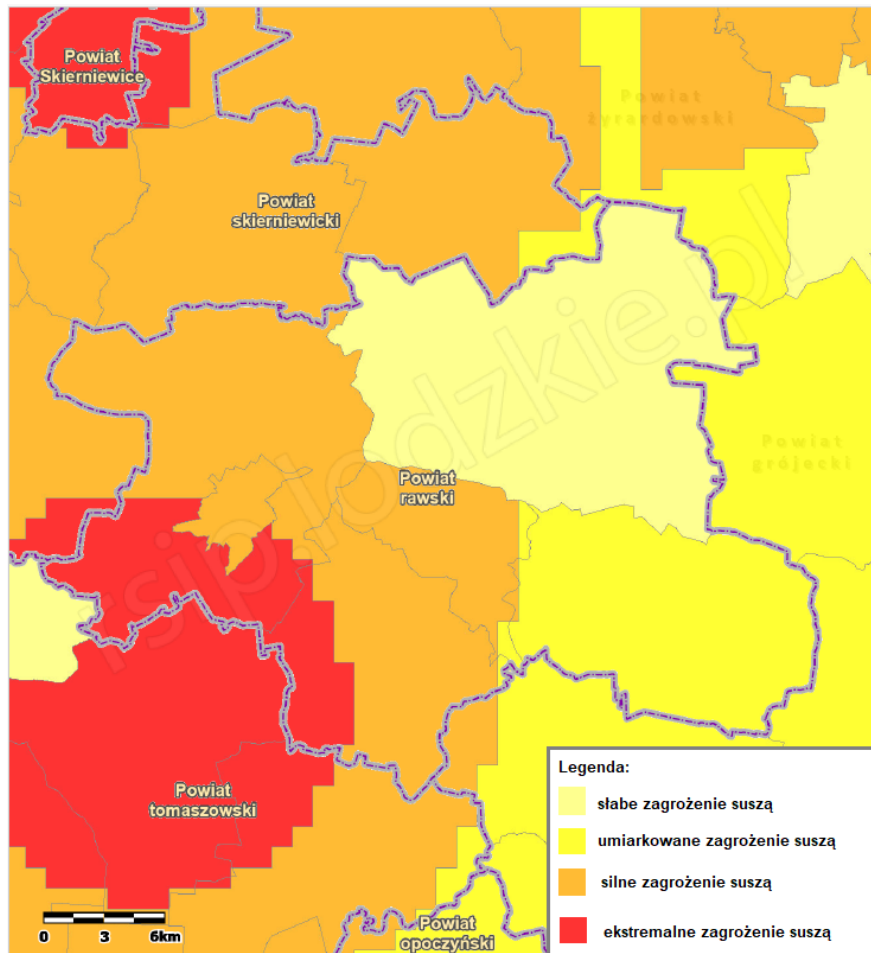 Powiat
Skierniewice
Powiat
żyrardowski
Powiat
skierniewicki
rsip.lodzkie.pl
Powiat
grójecki
Powiat
rawski
Powiat
tomaszowski
Powiat
opoczyński
0 3 6km
Legenda:
słabe zagrożenie suszą
umiarkowane zagrożenie suszą
silne zagrożenie suszą
ekstremalne zagrożenie suszą